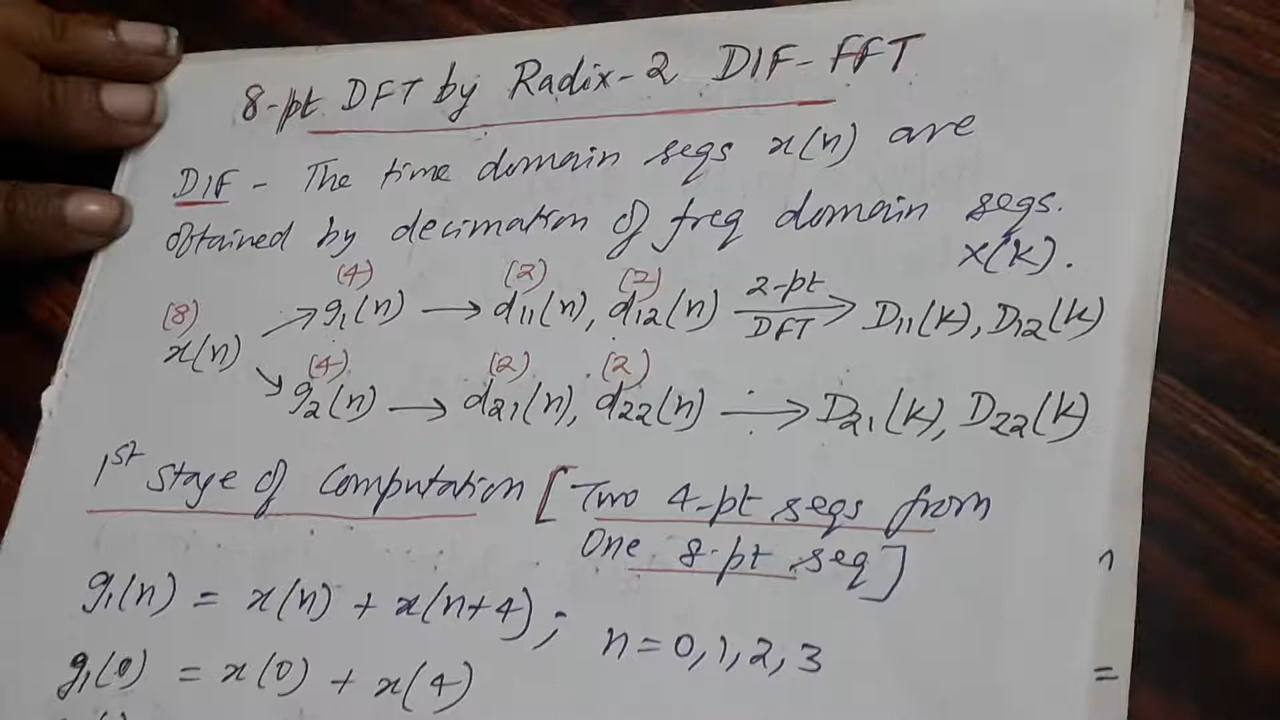 8-pt DFT by Radix-2 DIF-FFT
DIF - The time domain seqs x(n) are
obtained by decimation of freq domain seqs.
x(k).
(8) x(n) → g1(n) (4) → d11(n) (2), d12(n) (2) 2-pt DFT → D11(k), D12(k)
↘ g2(n) (4) → d21(n) (2), d22(n) (2) → D21(k), D22(k)
1st stage of Computation [Two 4-pt seqs from
One 8-pt seq]
g1(n) = x(n) + x(n+4); n=0,1,2,3
g1(0) = x(0) + x(4)
=